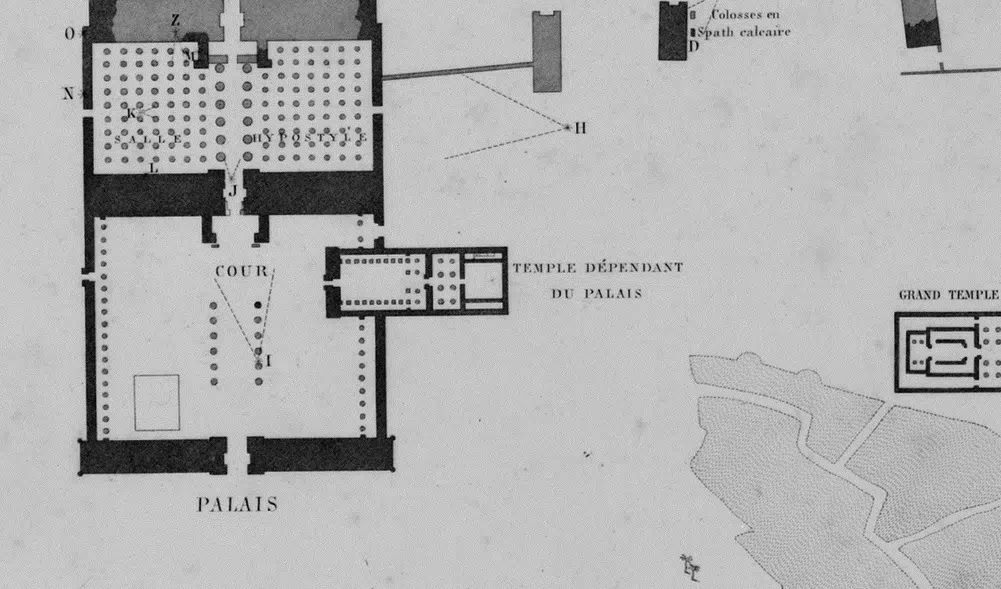 Z
O
M
N
K
SALLE HYPOSTYLE
L
J
H
Colosses en
Spath calcaire
D
COUR
TEMPLE DÉPENDANT
DU PALAIS
GRAND TEMPLE
I
PALAIS